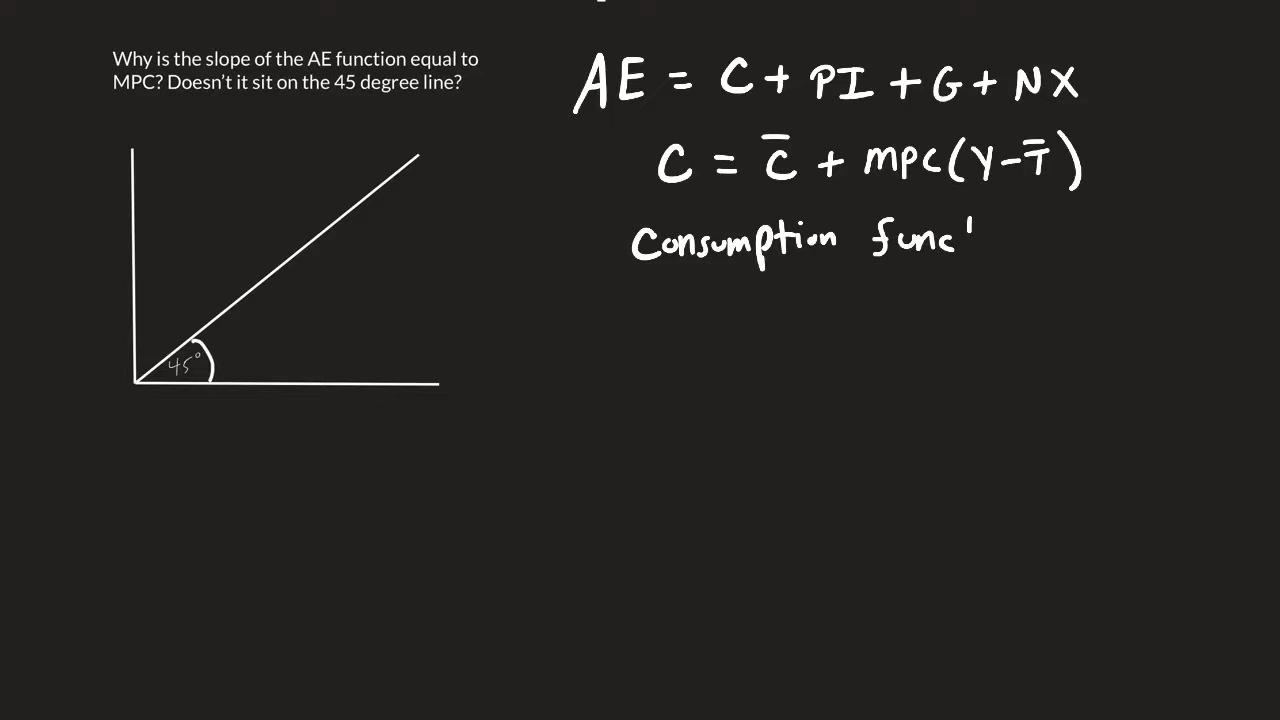 Why is the slope of the AE function equal to
MPC? Doesn't it sit on the 45 degree line?
AE = C + PI + G + NX
C = C̅ + mpc(Y - T̅)
Consumption func'
45°